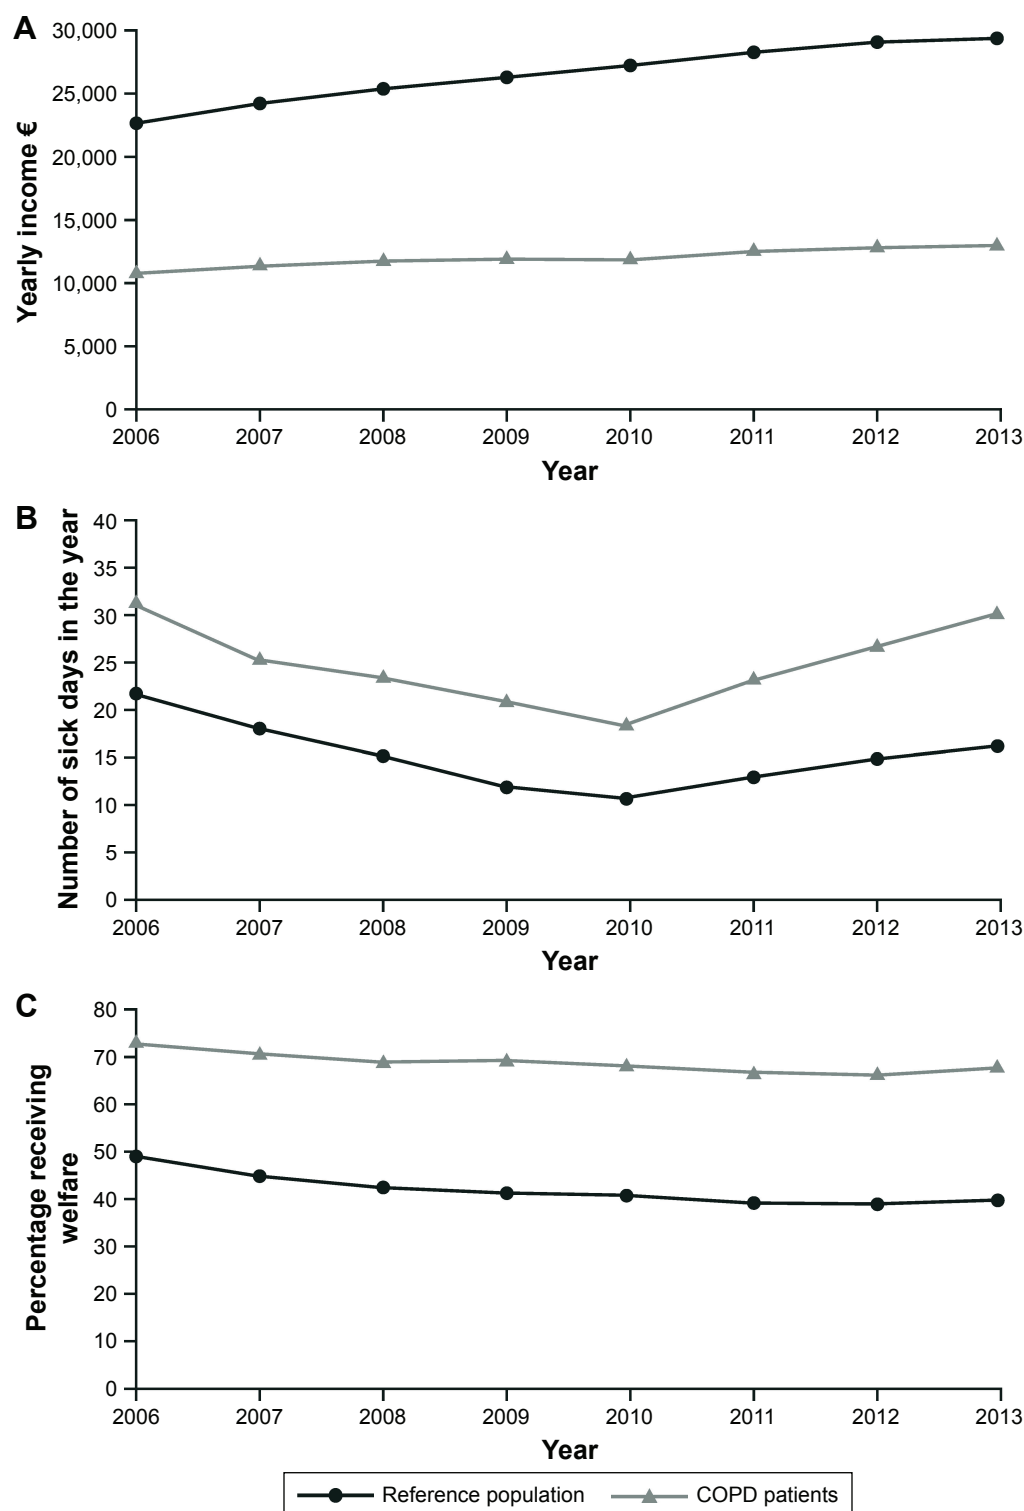 A
Yearly income €
30,000
25,000
20,000
15,000
10,000
5,000
0
2006 2007 2008 2009 2010 2011 2012 2013
Year
B
Number of sick days in the year
40
35
30
25
20
15
10
5
0
2006 2007 2008 2009 2010 2011 2012 2013
Year
C
Percentage receiving
welfare
80
70
60
50
40
30
20
10
0
2006 2007 2008 2009 2010 2011 2012 2013
Year
Reference population COPD patients